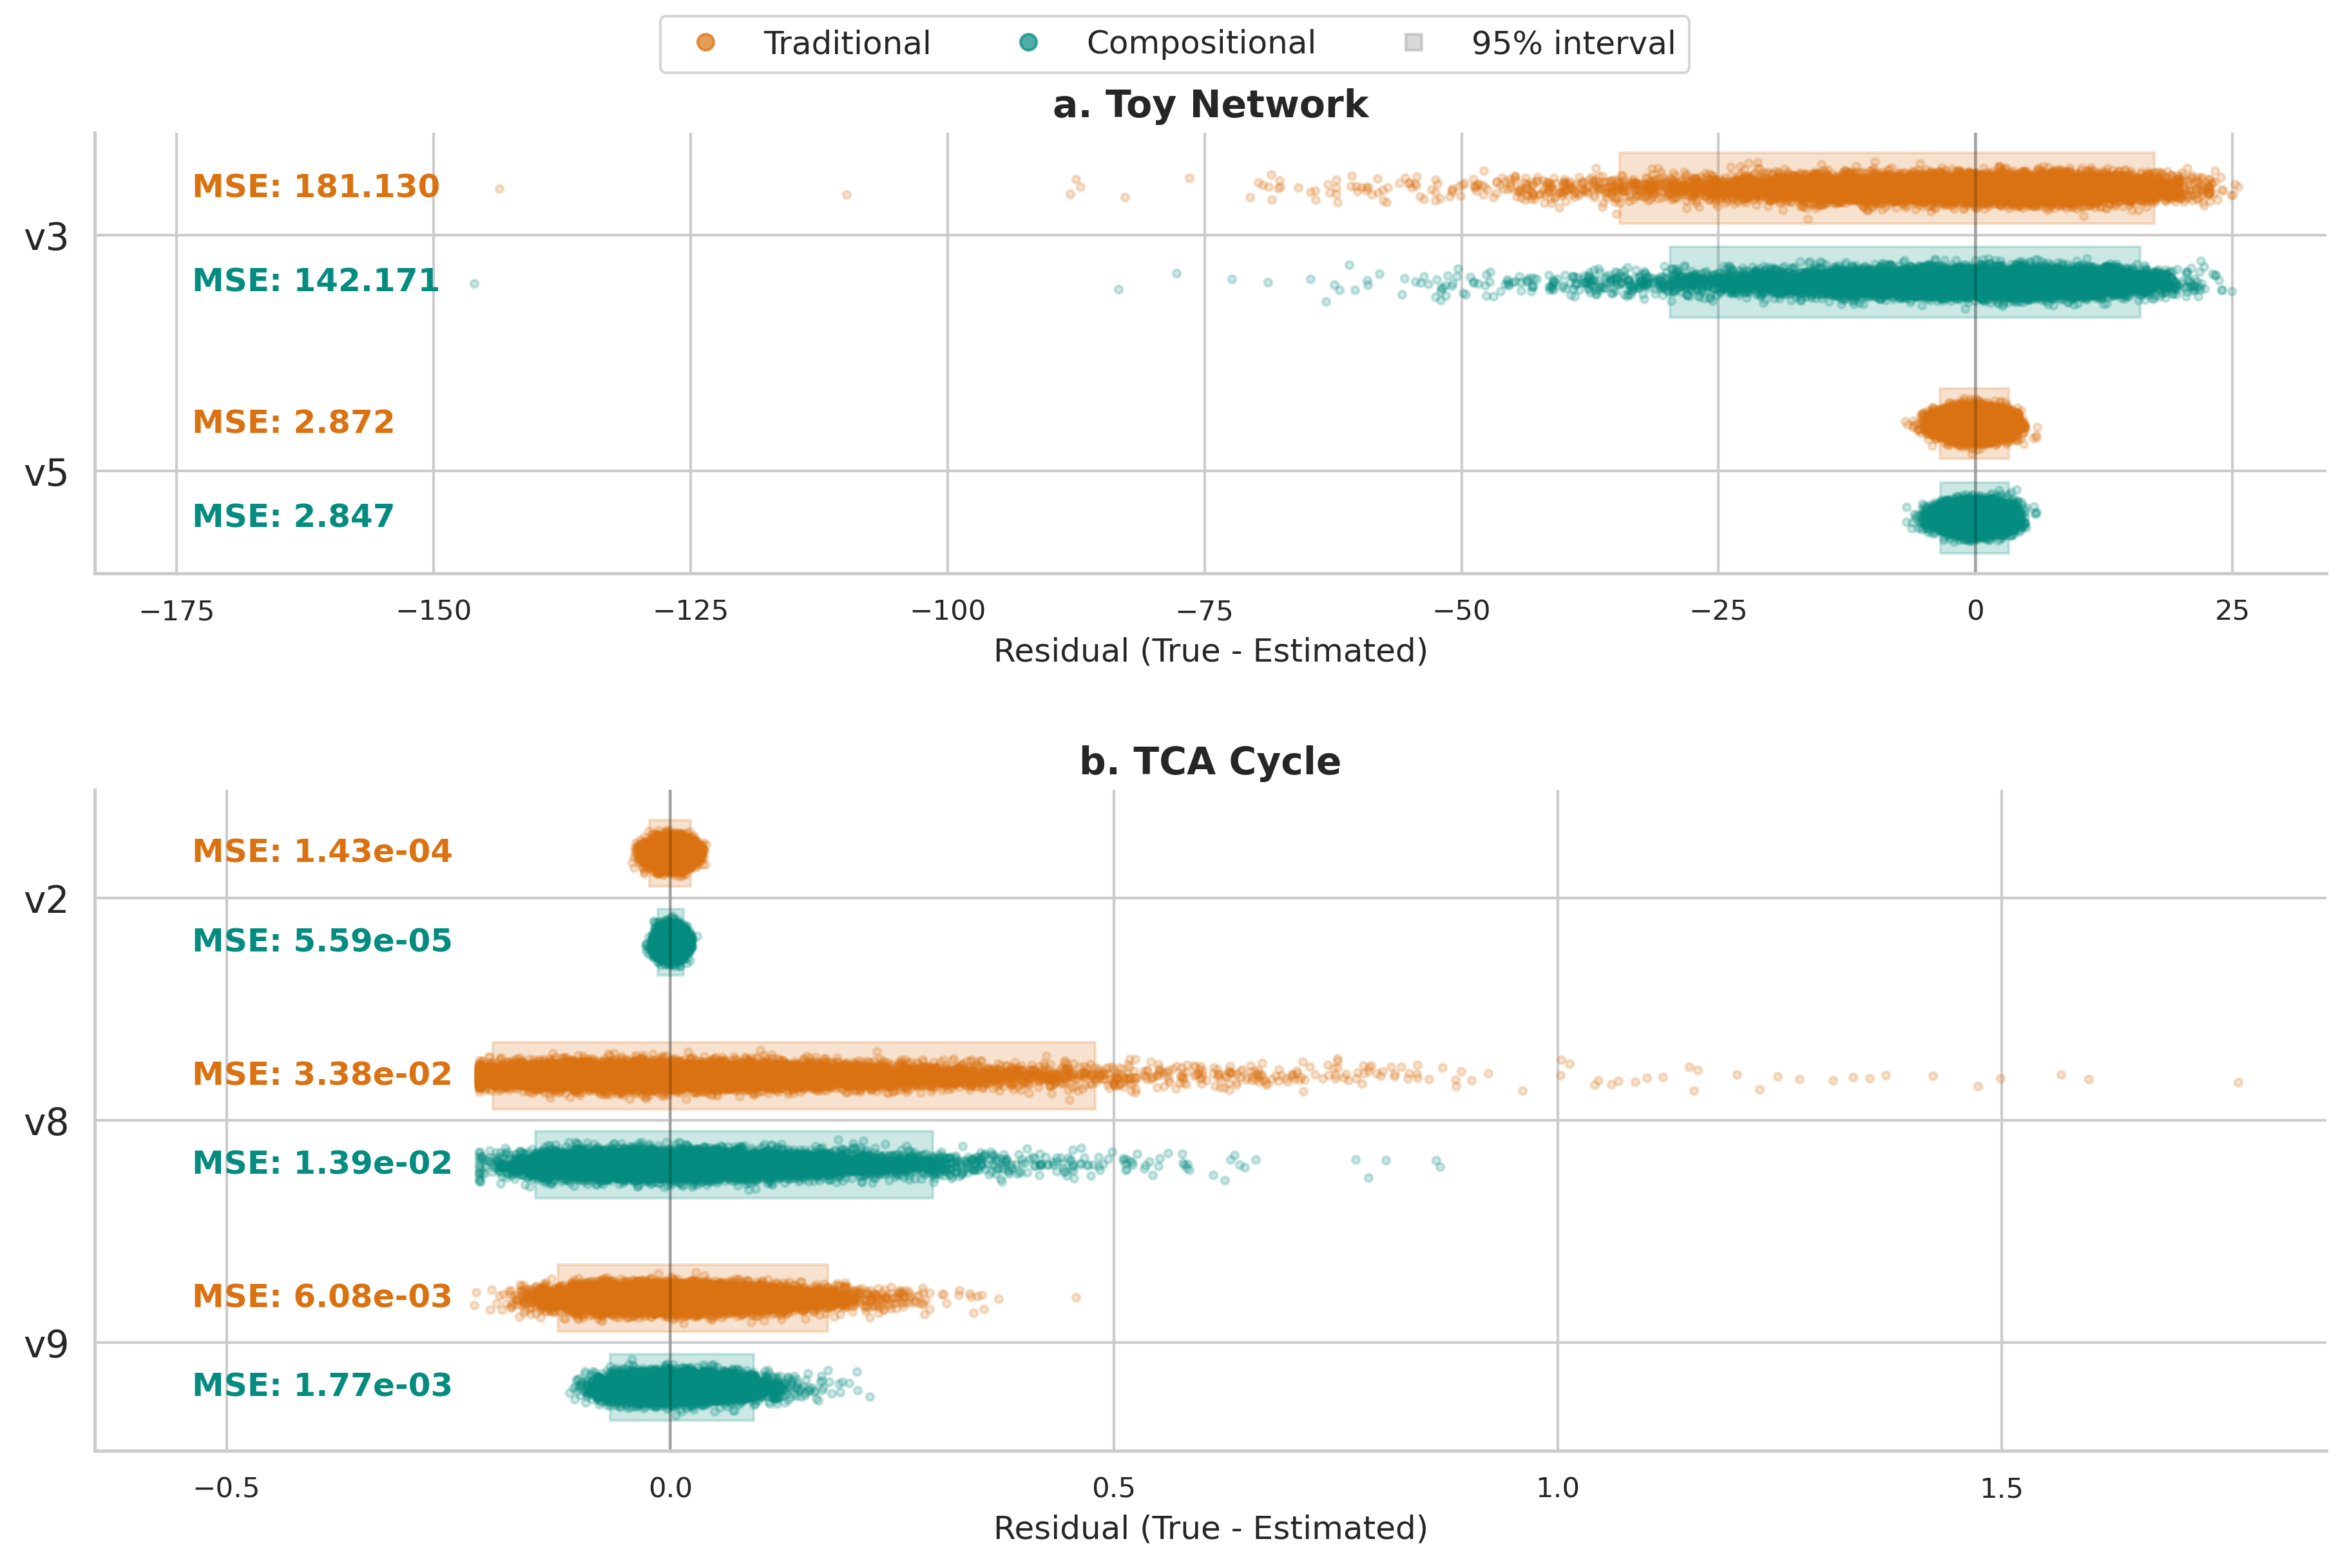 Traditional Compositional 95% interval
a. Toy Network
MSE: 181.130
v3
MSE: 142.171
MSE: 2.872
v5
MSE: 2.847
−175 −150 −125 −100 −75 −50 −25 0 25
Residual (True - Estimated)
b. TCA Cycle
MSE: 1.43e-04
v2
MSE: 5.59e-05
MSE: 3.38e-02
v8
MSE: 1.39e-02
MSE: 6.08e-03
v9
MSE: 1.77e-03
−0.5 0.0 0.5 1.0 1.5
Residual (True - Estimated)